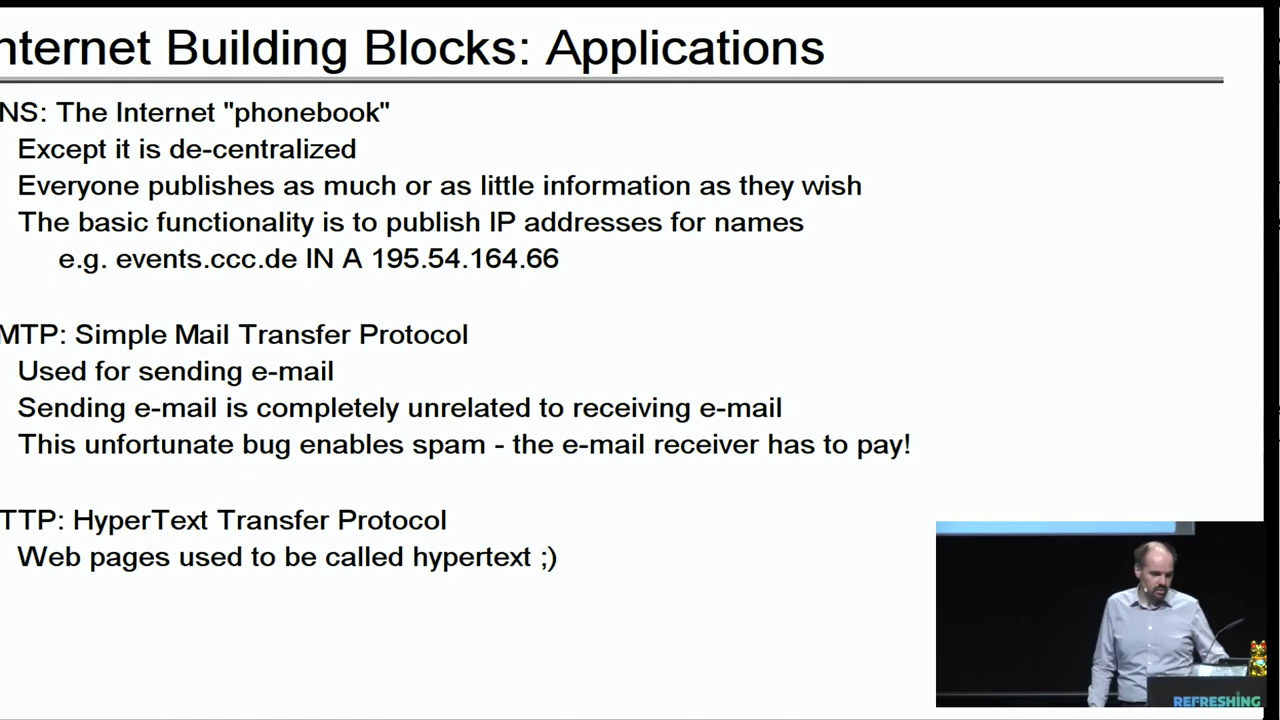 nternet Building Blocks: Applications
NS: The Internet "phonebook"
Except it is de-centralized
Everyone publishes as much or as little information as they wish
The basic functionality is to publish IP addresses for names
e.g. events.ccc.de IN A 195.54.164.66
MTP: Simple Mail Transfer Protocol
Used for sending e-mail
Sending e-mail is completely unrelated to receiving e-mail
This unfortunate bug enables spam - the e-mail receiver has to pay!
TTP: HyperText Transfer Protocol
Web pages used to be called hypertext ;)
REFRESHING